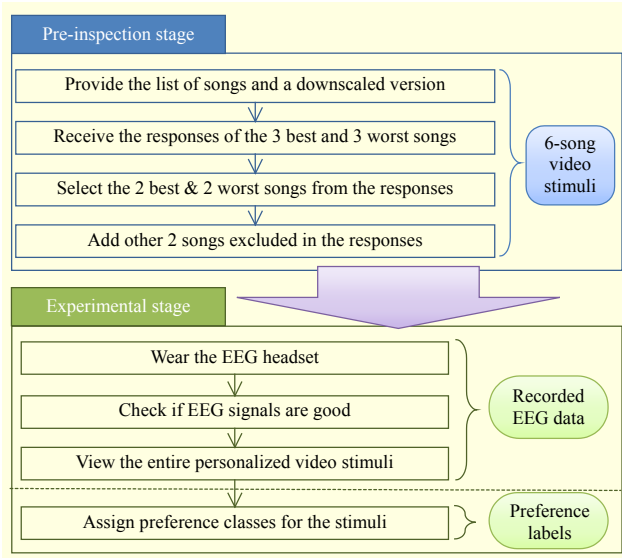 Pre-inspection stage
Provide the list of songs and a downscaled version
Receive the responses of the 3 best and 3 worst songs
Select the 2 best & 2 worst songs from the responses
Add other 2 songs excluded in the responses
6-song
video
stimuli
Experimental stage
Wear the EEG headset
Check if EEG signals are good
View the entire personalized video stimuli
Recorded
EEG data
Assign preference classes for the stimuli
Preference
labels